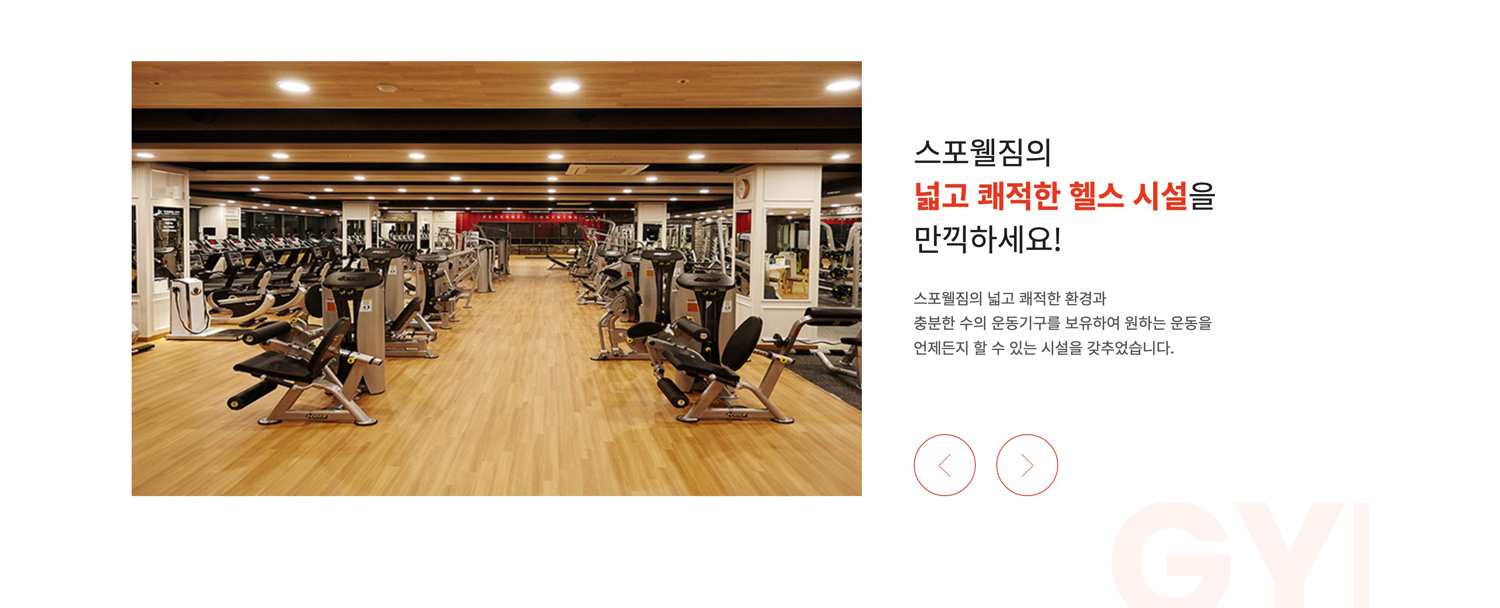 스포웰짐의
넓고 쾌적한 헬스 시설을
만끽하세요!
스포웰짐의 넓고 쾌적한 환경과
충분한 수의 운동기구를 보유하여 원하는 운동을
언제든지 할 수 있는 시설을 갖추었습니다.
GY